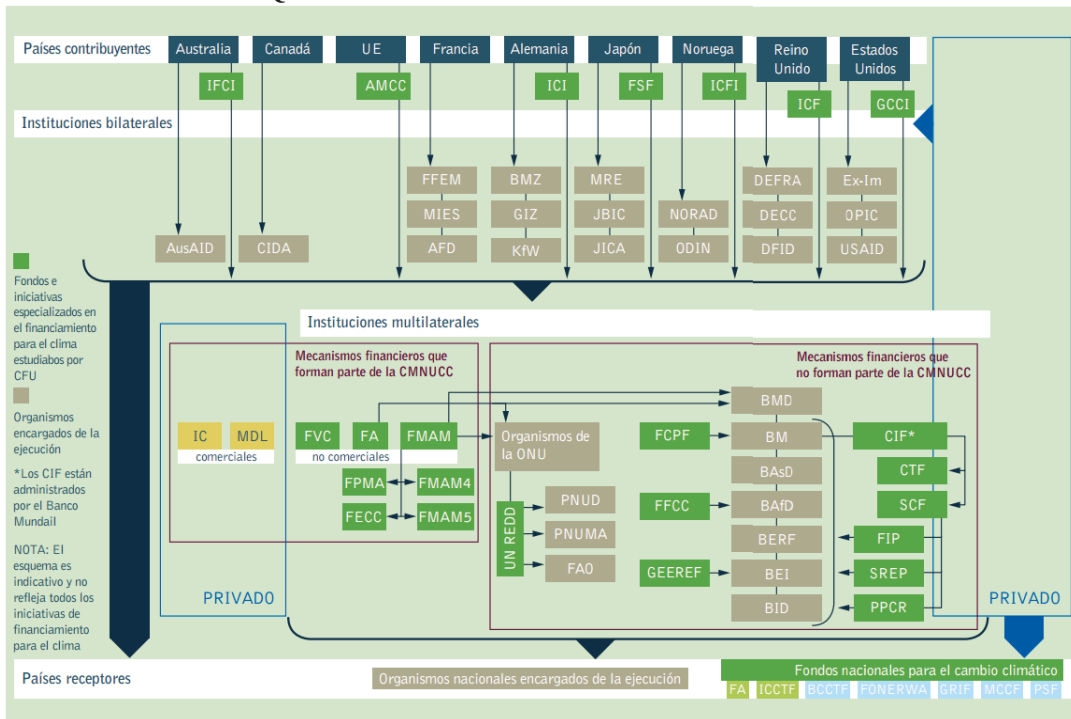 Países contribuyentes
Australia
Canadá
UE
Francia
Alemania
Japón
Noruega
Reino
Unido
Estados
Unidos
IFCI
AMCC
ICI
FSF
ICFI
ICF
GCCI
Instituciones bilaterales
FFEM
BMZ
MRE
DEFRA
Ex-Im
MIES
GIZ
JBIC
NORAD
DECC
OPIC
AusAID
CIDA
AFD
KfW
JICA
ODIN
DFID
USAID
Fondos e
iniciativas
especializados en
el financiamiento
para el clima
estudiabos por
CFU
Organismos
encargados de la
ejecución
*Los CIF están
administrados
por el Banco
Mundail
NOTA: El
esquema es
indicativo y no
refleja todos los
iniciativas de
financiamiento
para el clima
Instituciones multilaterales
Mecanismos financieros que
forman parte de la CMNUCC
Mecanismos financieros que
no forman parte de la CMNUCC
IC
MDL
comerciales
FVC
FA
FMAM
no comerciales
FPMA
FMAM4
FECC
FMAM5
Organismos de
la ONU
UN REDD
PNUD
PNUMA
FAO
FCPF
FFCC
GEEREF
BMD
BM
BAsD
BAfD
BERF
BEI
BID
CIF*
CTF
SCF
FIP
SREP
PPCR
PRIVADO
PRIVADO
Países receptores
Organismos nacionales encargados de la ejecución
Fondos nacionales para el cambio climático
FA
ICCTF
BCCTF
FONERWA
GRIF
MCCF
PSF